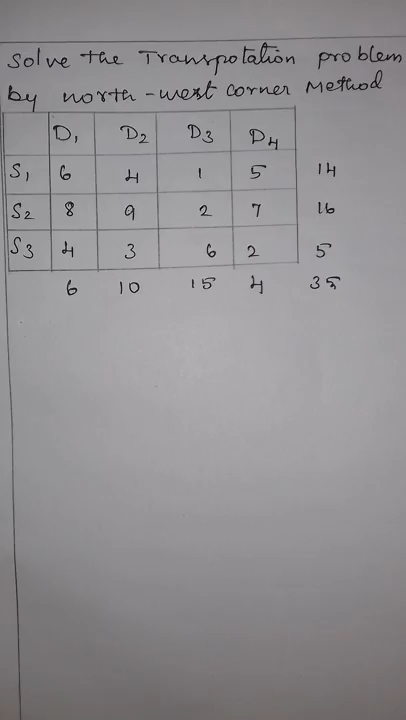 Solve the Transpotation problem
by north-west corner Method
D1 D2 D3 D4
S1 6 4 1 5 14
S2 8 9 2 7 16
S3 4 3 6 2 5
6 10 15 4 35